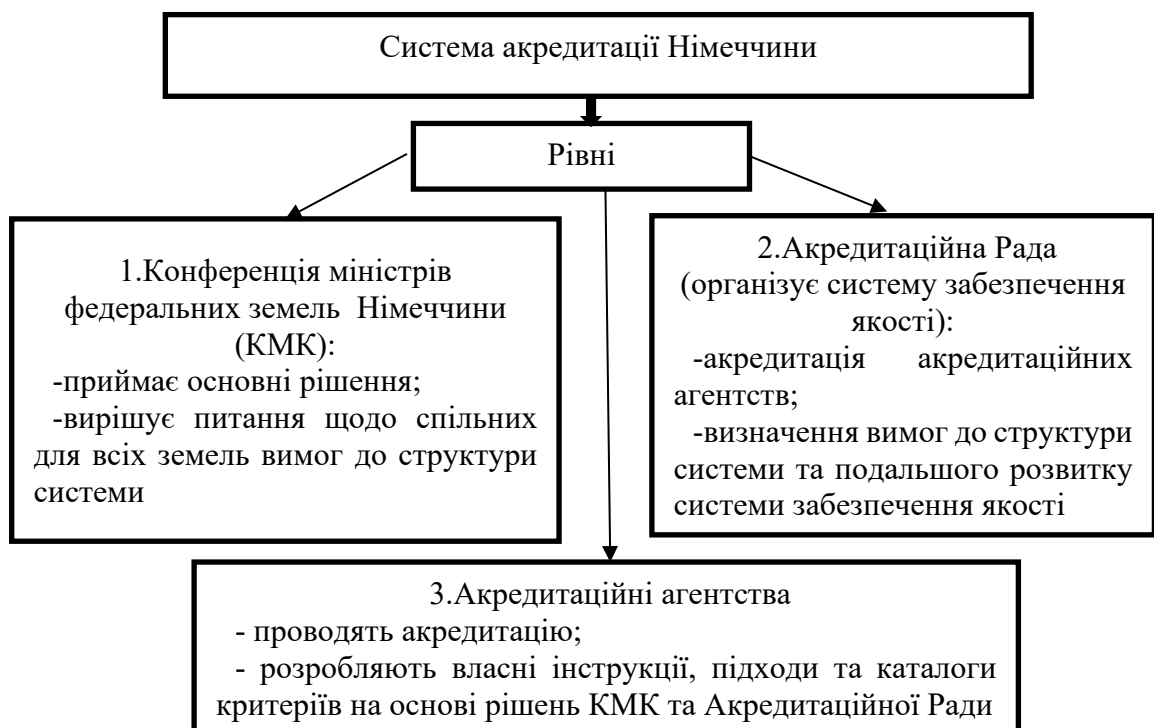 Система акредитації Німеччини
Рівні
1.Конференція міністрів
федеральних земель Німеччини
(КМК):
-приймає основні рішення;
-вирішує питання щодо спільних
для всіх земель вимог до структури
системи
2.Акредитаційна Рада
(організує систему забезпечення
якості):
-акредитація акредитаційних
агентств;
-визначення вимог до структури
системи та подальшого розвитку
системи забезпечення якості
3.Акредитаційні агентства
- проводять акредитацію;
- розробляють власні інструкції, підходи та каталоги
критеріїв на основі рішень КМК та Акредитаційної Ради